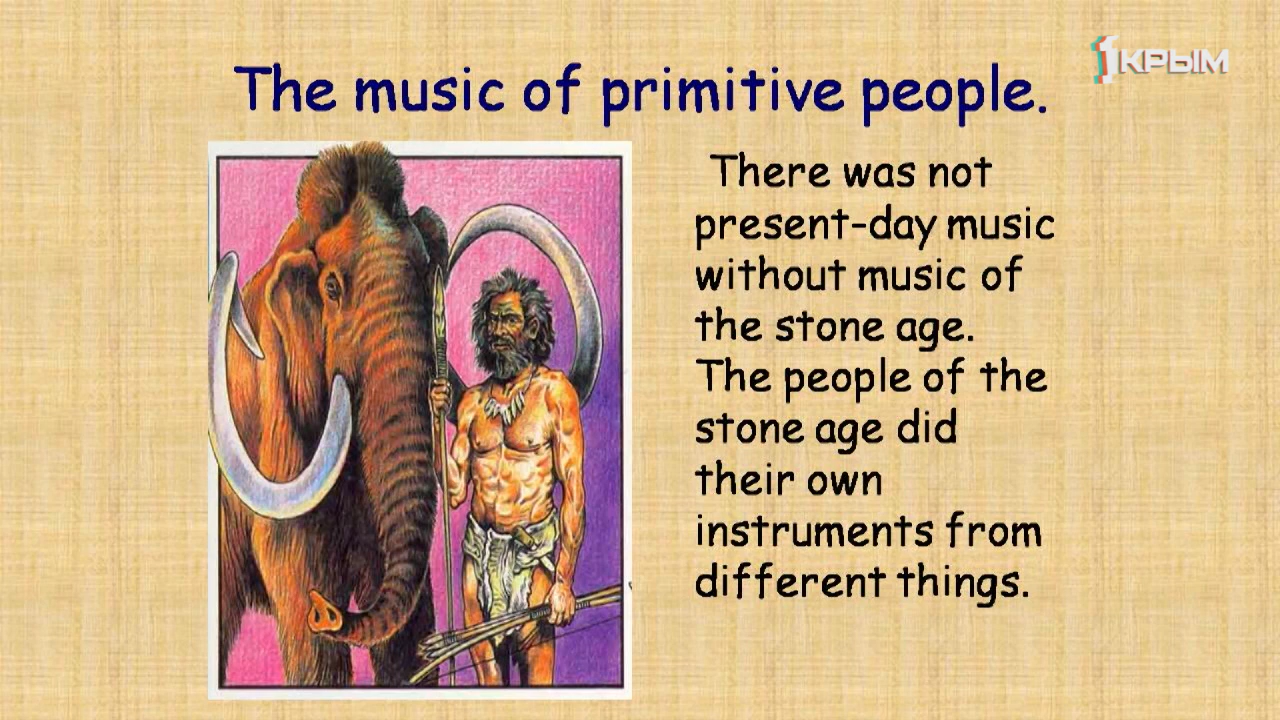 1КРЫМ
The music of primitive people.
There was not
present-day music
without music of
the stone age.
The people of the
stone age did
their own
instruments from
different things.